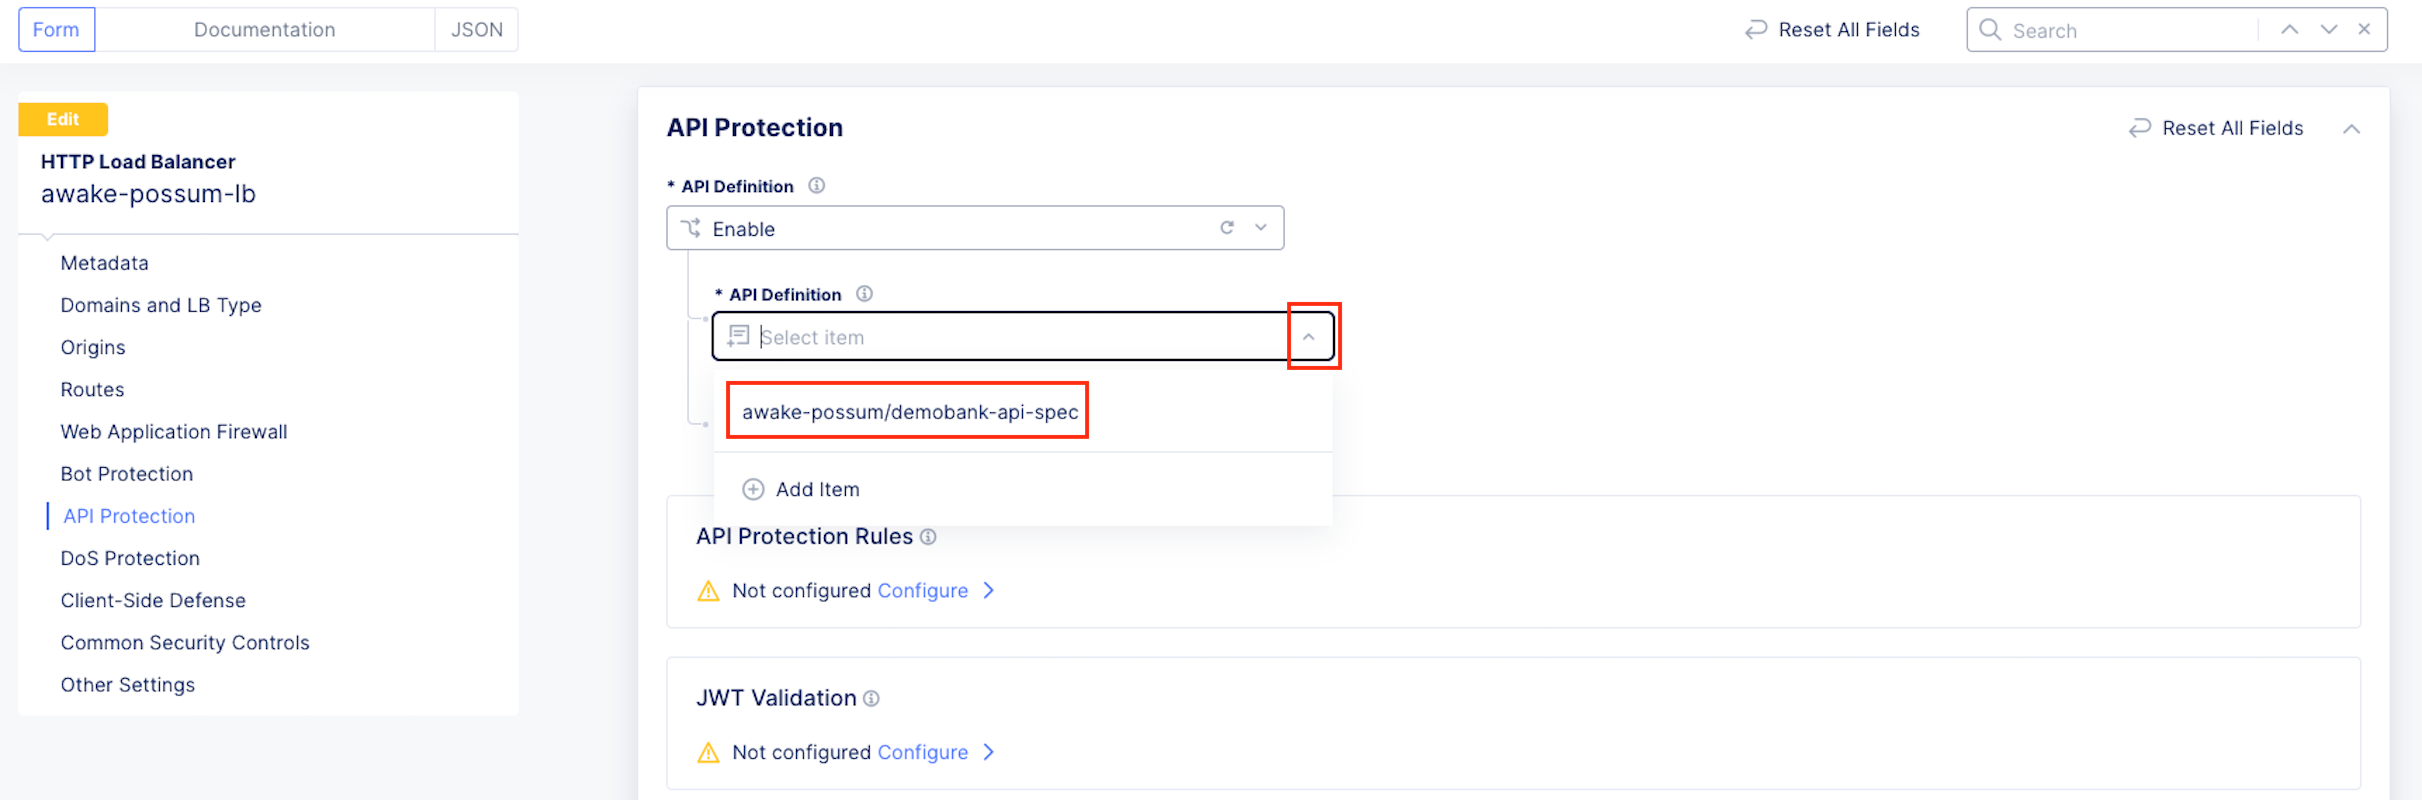 Form
Documentation
JSON
Reset All Fields
Search
Edit
HTTP Load Balancer
awake-possum-lb
Metadata
Domains and LB Type
Origins
Routes
Web Application Firewall
Bot Protection
API Protection
DoS Protection
Client-Side Defense
Common Security Controls
Other Settings
API Protection
Reset All Fields
* API Definition
Enable
* API Definition
Select item
awake-possum/demobank-api-spec
Add Item
API Protection Rules
Not configured Configure
JWT Validation
Not configured Configure